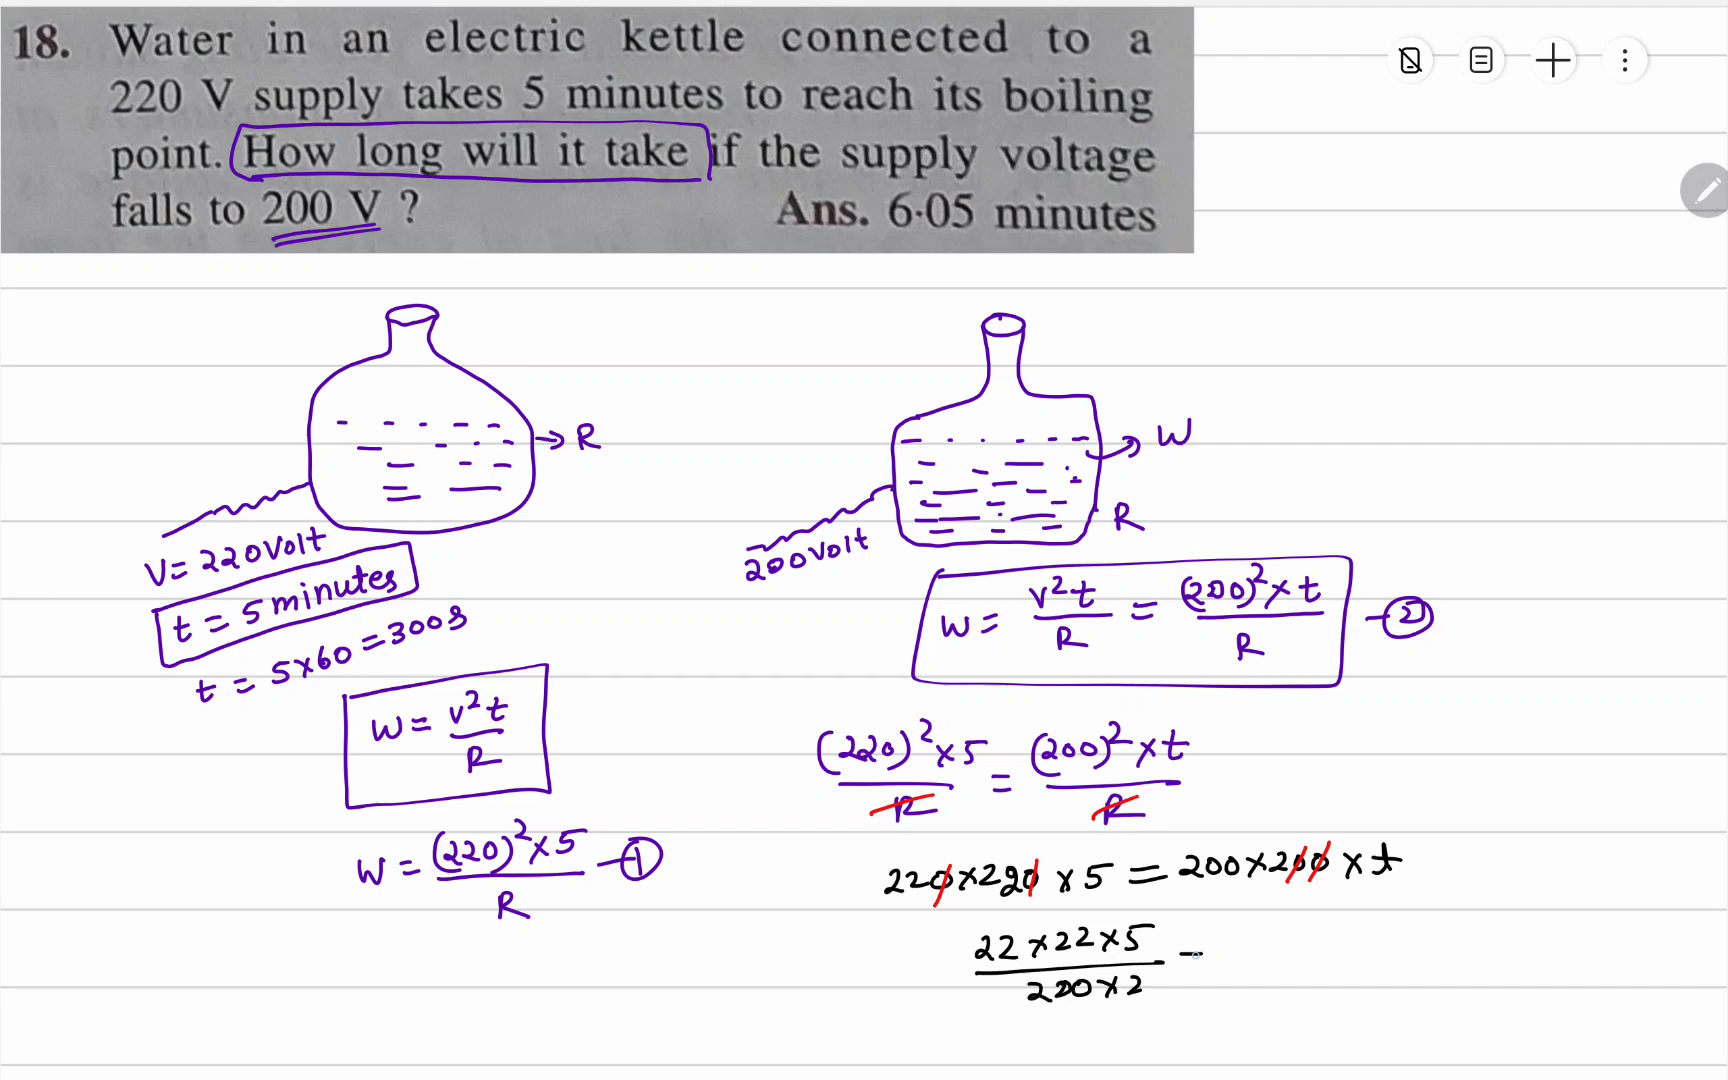 18. Water in an electric kettle connected to a
220 V supply takes 5 minutes to reach its boiling
point. How long will it take if the supply voltage
falls to 200 V ? Ans. 6·05 minutes
R
V = 220 volt
t = 5 minutes
t = 5×60 = 300s
W = V²t / R
W = (220)²×5 / R —①
W
R
200 volt
W = V²t / R = (200)²×t / R —②
(220)²×5 / R = (200)²×t / R
220×220×5 = 200×200×t
22×22×5 / 200×2 -